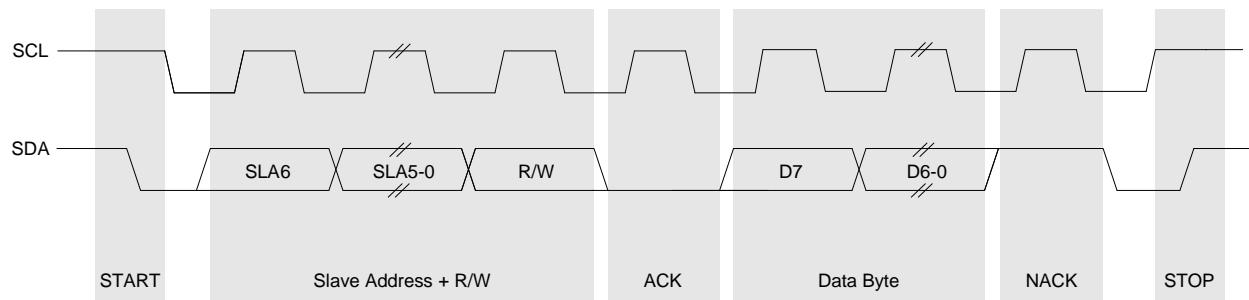 SCL
SDA
SLA6 SLA5-0 R/W D7 D6-0
START Slave Address + R/W ACK Data Byte NACK STOP